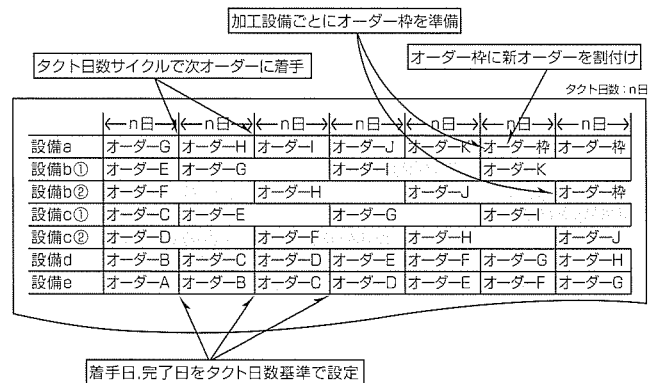 加工設備ごとにオーダー枠を準備
タクト日数サイクルで次オーダーに着手
オーダー枠に新オーダーを割付け
タクト日数：n日
n日 n日 n日 n日 n日 n日 n日
設備a オーダーG オーダーH オーダーI オーダーJ オーダーK オーダー枠 オーダー枠
設備b① オーダーE オーダーG オーダーI オーダーK
設備b② オーダーF オーダーH オーダーJ オーダー枠
設備c① オーダーC オーダーE オーダーG オーダーI
設備c② オーダーD オーダーF オーダーH オーダーJ
設備d オーダーB オーダーC オーダーD オーダーE オーダーF オーダーG オーダーH
設備e オーダーA オーダーB オーダーC オーダーD オーダーE オーダーF オーダーG
着手日,完了日をタクト日数基準で設定